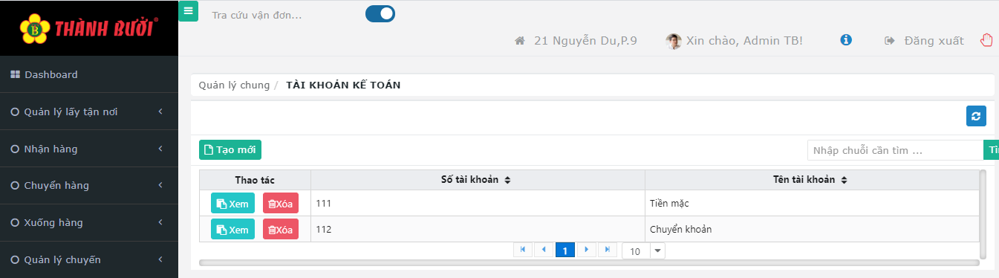 THÀNH BƯỞI®
Tra cứu vận đơn...
21 Nguyễn Du,P.9
Xin chào, Admin TB!
Đăng xuất
Dashboard
Quản lý lấy tận nơi
Nhận hàng
Chuyển hàng
Xuống hàng
Quản lý chuyến
Quản lý chung / TÀI KHOẢN KẾ TOÁN
Tạo mới
Nhập chuỗi cần tìm ...
Thao tác Số tài khoản Tên tài khoản
Xem Xóa 111 Tiền mặc
Xem Xóa 112 Chuyển khoản
1 10